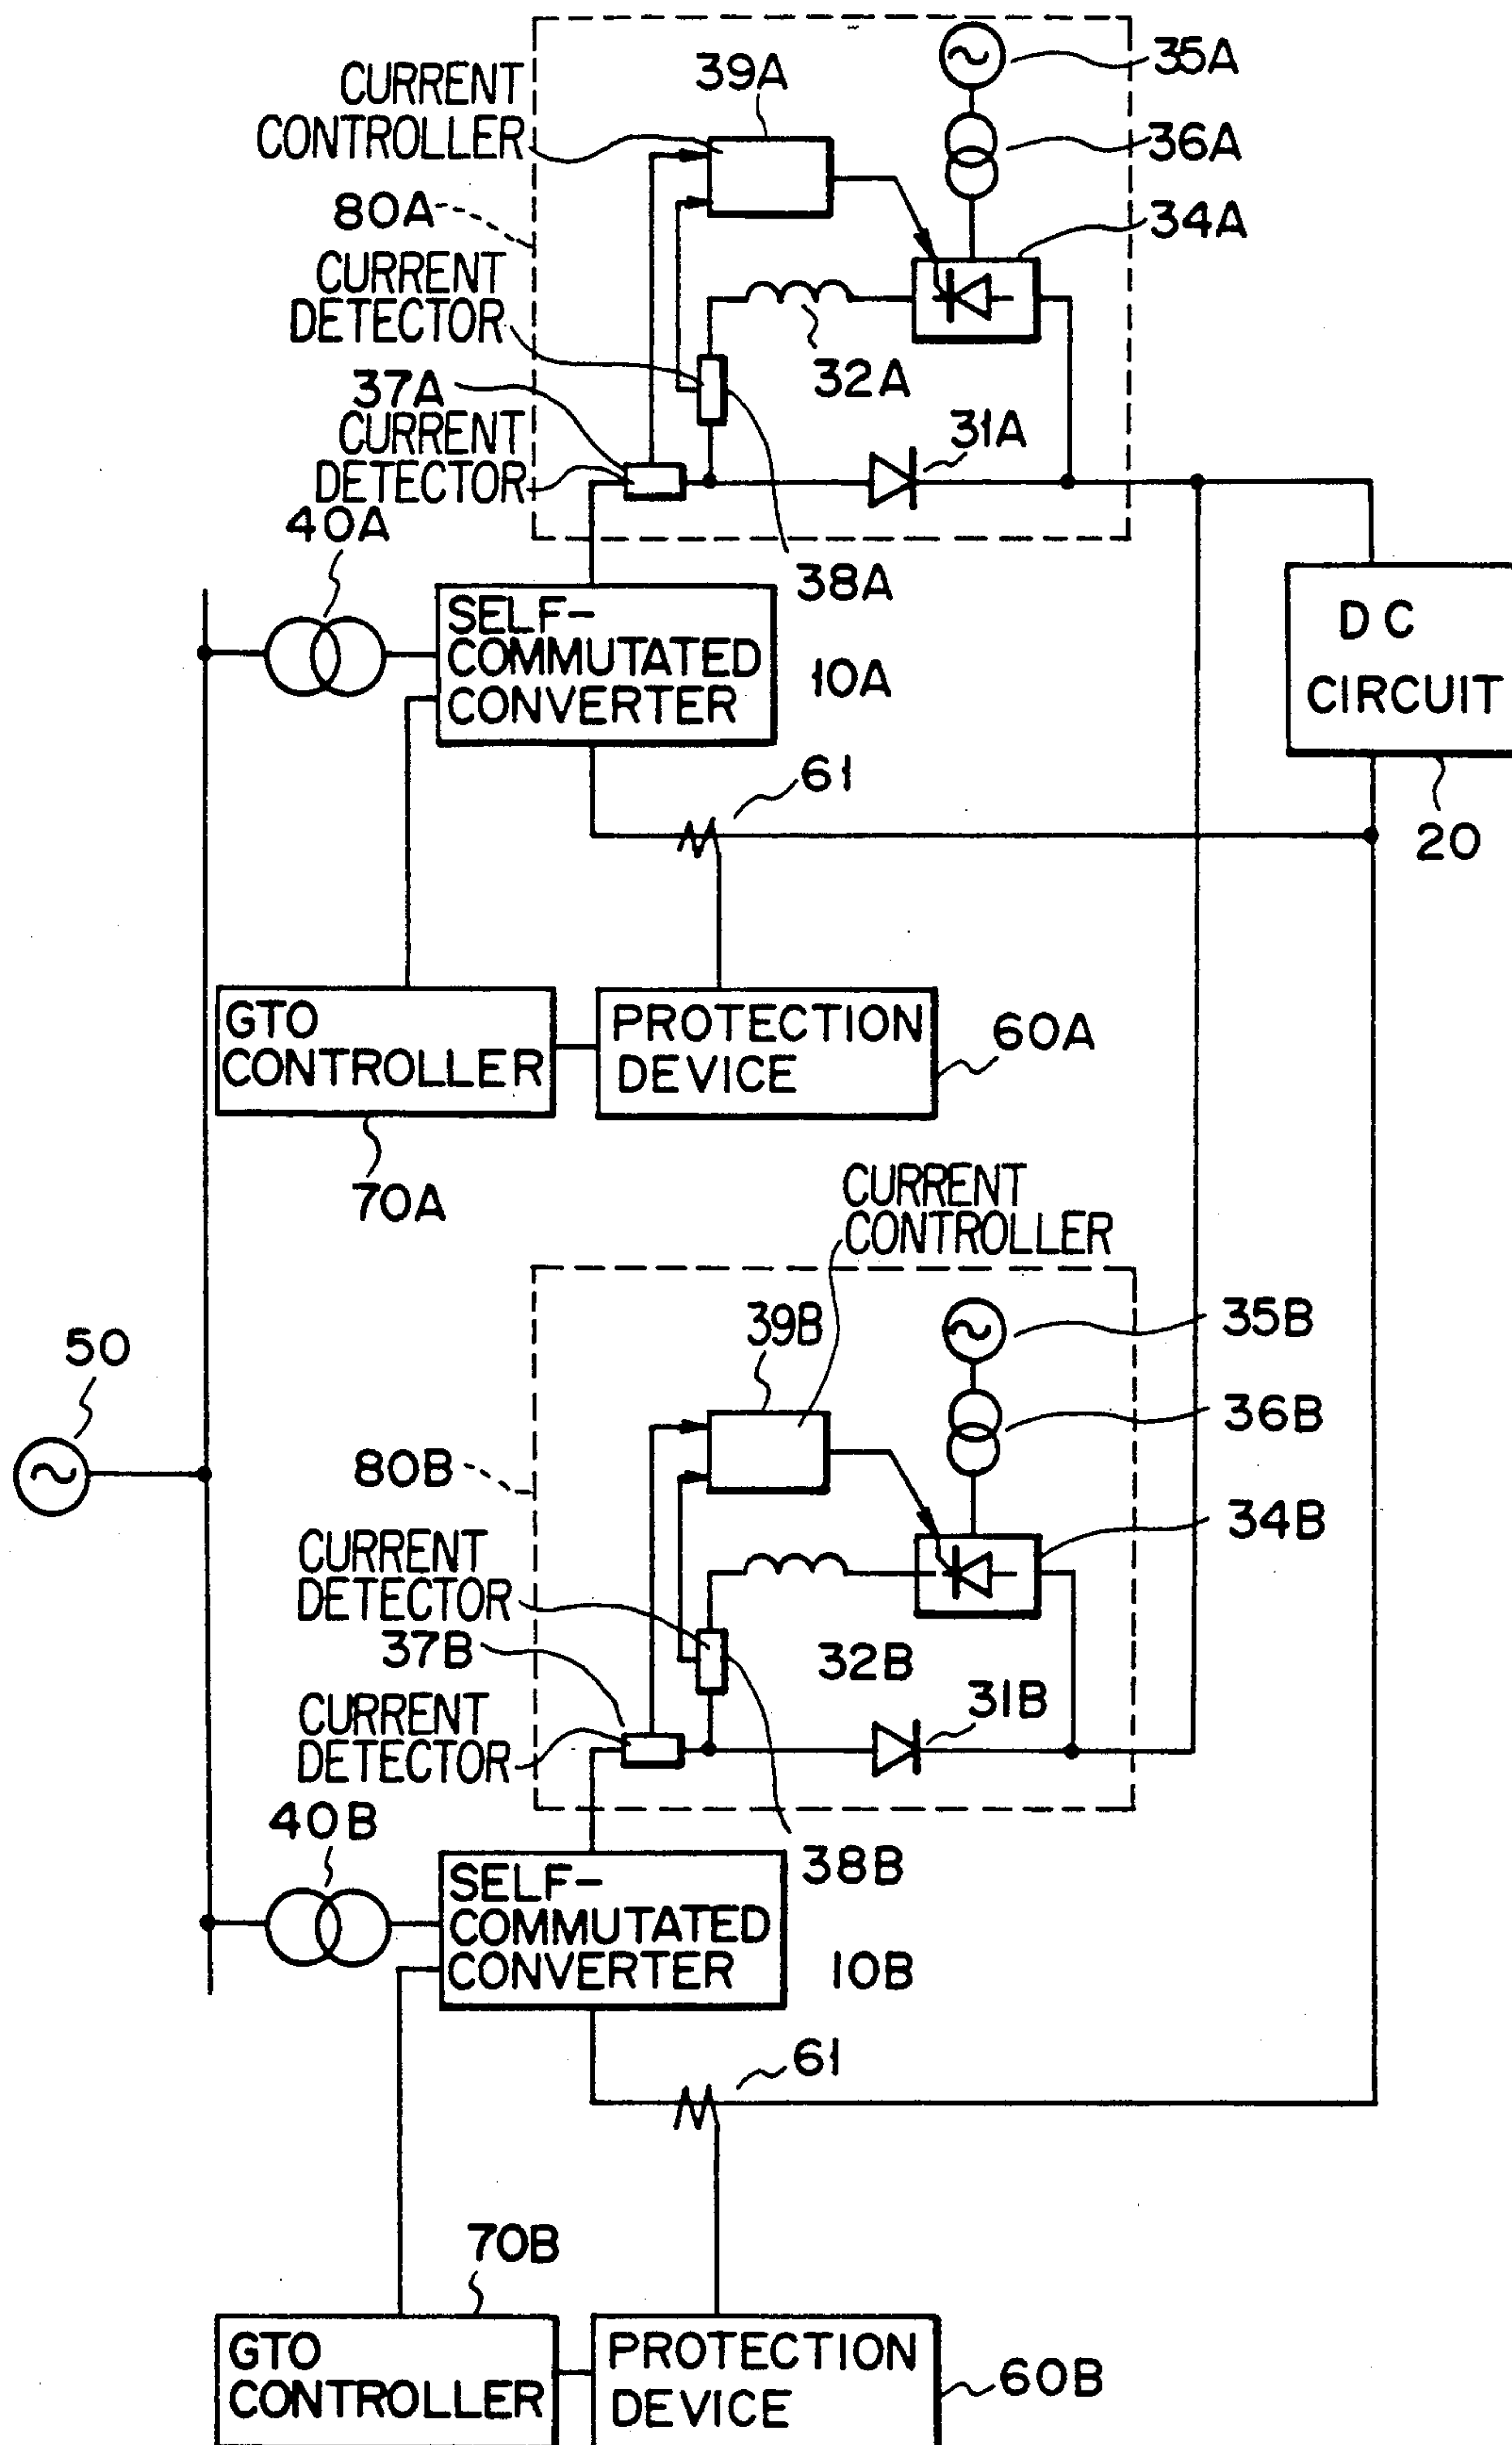 35A
39A
CURRENT
CONTROLLER
36A
80A
34A
CURRENT
DETECTOR
32A
37A
CURRENT
DETECTOR
31A
40A
38A
SELF-
COMMUTATED
CONVERTER
10A
DC
CIRCUIT
61
20
GTO
CONTROLLER
PROTECTION
DEVICE
60A
70A
CURRENT
CONTROLLER
35B
39B
50
36B
80B
34B
CURRENT
DETECTOR
37B
32B
31B
CURRENT
DETECTOR
40B
38B
SELF-
COMMUTATED
CONVERTER
10B
61
70B
GTO
CONTROLLER
PROTECTION
DEVICE
60B